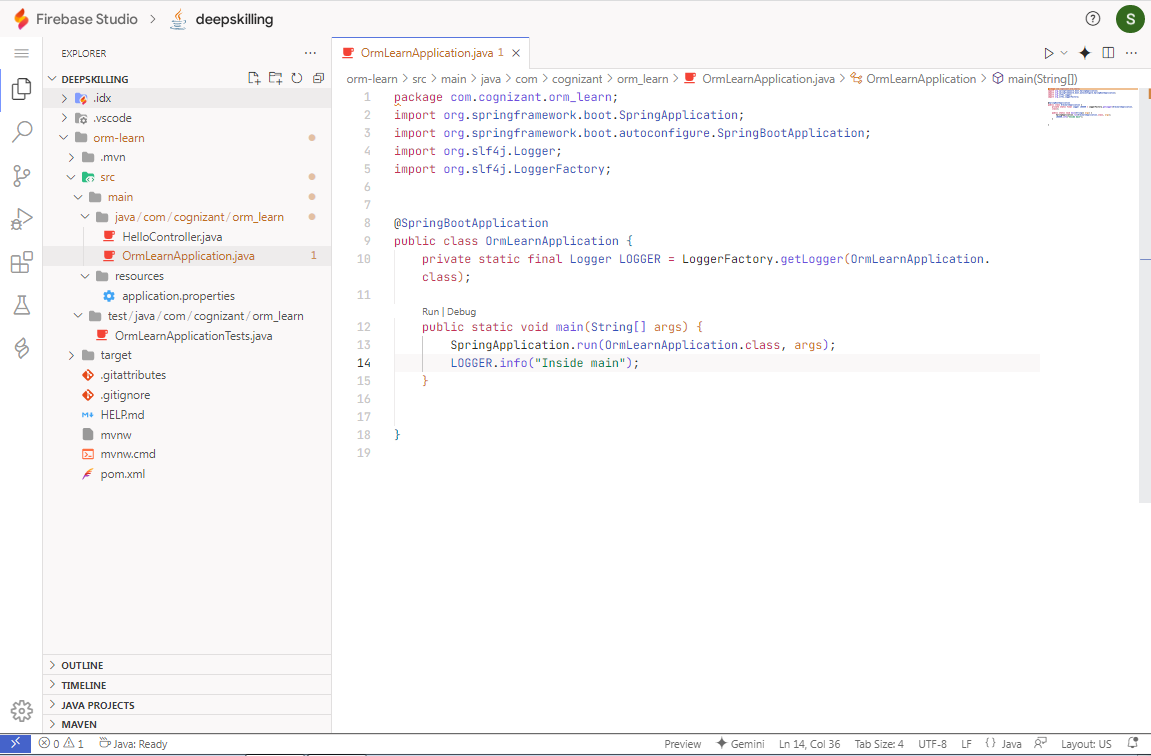 Firebase Studio > deepskilling
S
EXPLORER
DEEPSKILLING
.idx
.vscode
orm-learn
.mvn
src
main
java / com / cognizant / orm_learn
HelloController.java
OrmLearnApplication.java 1
resources
application.properties
test / java / com / cognizant / orm_learn
OrmLearnApplicationTests.java
target
.gitattributes
.gitignore
HELP.md
mvnw
mvnw.cmd
pom.xml
OUTLINE
TIMELINE
JAVA PROJECTS
MAVEN
OrmLearnApplication.java 1
orm-learn > src > main > java > com > cognizant > orm_learn > OrmLearnApplication.java > OrmLearnApplication > main(String[])
1 package com.cognizant.orm_learn;
2 import org.springframework.boot.SpringApplication;
3 import org.springframework.boot.autoconfigure.SpringBootApplication;
4 import org.slf4j.Logger;
5 import org.slf4j.LoggerFactory;
6
7
8 @SpringBootApplication
9 public class OrmLearnApplication {
10 private static final Logger LOGGER = LoggerFactory.getLogger(OrmLearnApplication.
class);
11
Run | Debug
12 public static void main(String[] args) {
13 SpringApplication.run(OrmLearnApplication.class, args);
14 LOGGER.info("Inside main");
15 }
16
17
18 }
19
0 1 Java: Ready Preview Gemini Ln 14, Col 36 Tab Size: 4 UTF-8 LF {} Java Layout: US